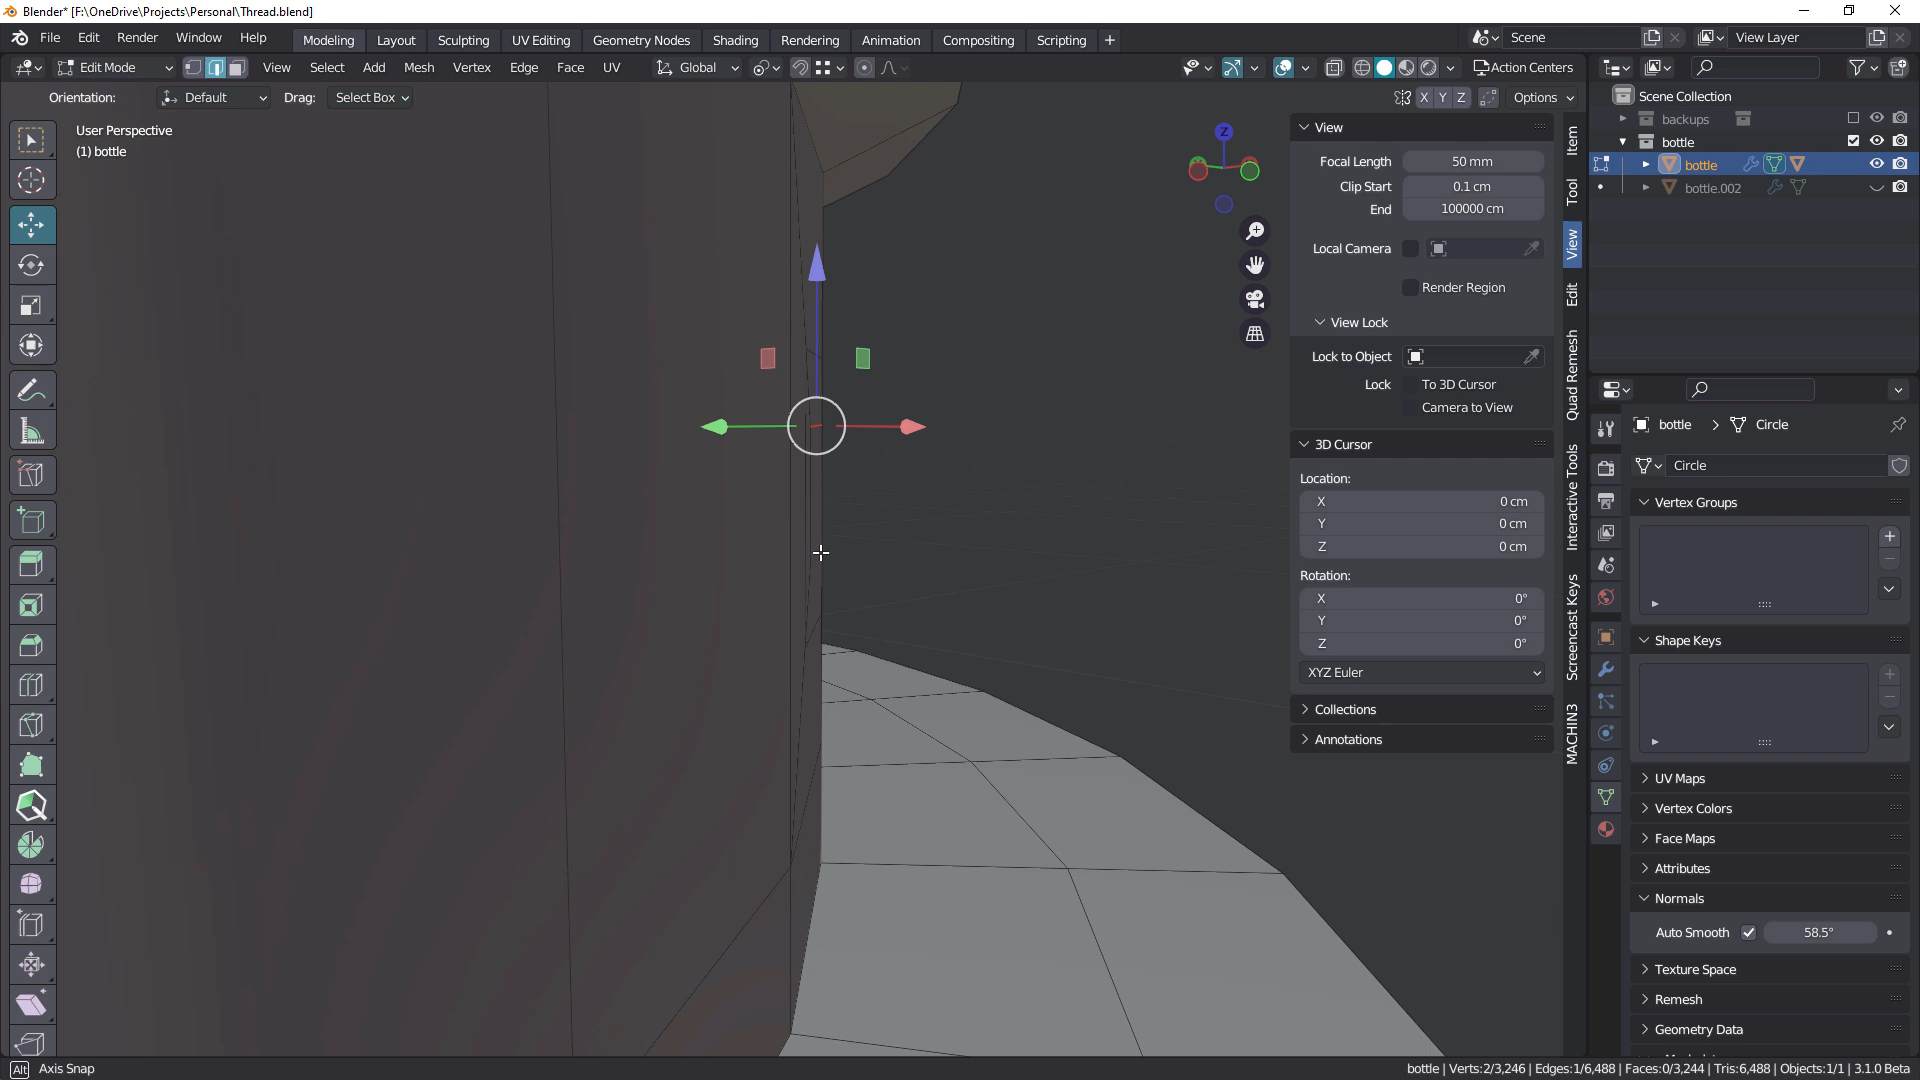 Blender* [F:\OneDrive\Projects\Personal\Thread.blend]
File Edit Render Window Help
Modeling Layout Sculpting UV Editing Geometry Nodes Shading Rendering Animation Compositing Scripting +
Scene
View Layer
Edit Mode
View Select Add Mesh Vertex Edge Face UV
Global
Action Centers
Orientation: Default Drag: Select Box
X Y Z Options
User Perspective
(1) bottle
Z
View
Focal Length 50 mm
Clip Start 0.1 cm
End 100000 cm
Local Camera
Render Region
View Lock
Lock to Object
Lock To 3D Cursor
Camera to View
3D Cursor
Location:
X 0 cm
Y 0 cm
Z 0 cm
Rotation:
X 0°
Y 0°
Z 0°
XYZ Euler
Collections
Annotations
Item
Tool
View
Edit
Quad Remesh
Interactive Tools
Screencast Keys
MACHIN3
Scene Collection
backups
bottle
bottle
bottle.002
bottle > Circle
Circle
Vertex Groups
Shape Keys
UV Maps
Vertex Colors
Face Maps
Attributes
Normals
Auto Smooth 58.5°
Texture Space
Remesh
Geometry Data
Alt Axis Snap
bottle | Verts:2/3,246 | Edges:1/6,488 | Faces:0/3,244 | Tris:6,488 | Objects:1/1 | 3.1.0 Beta